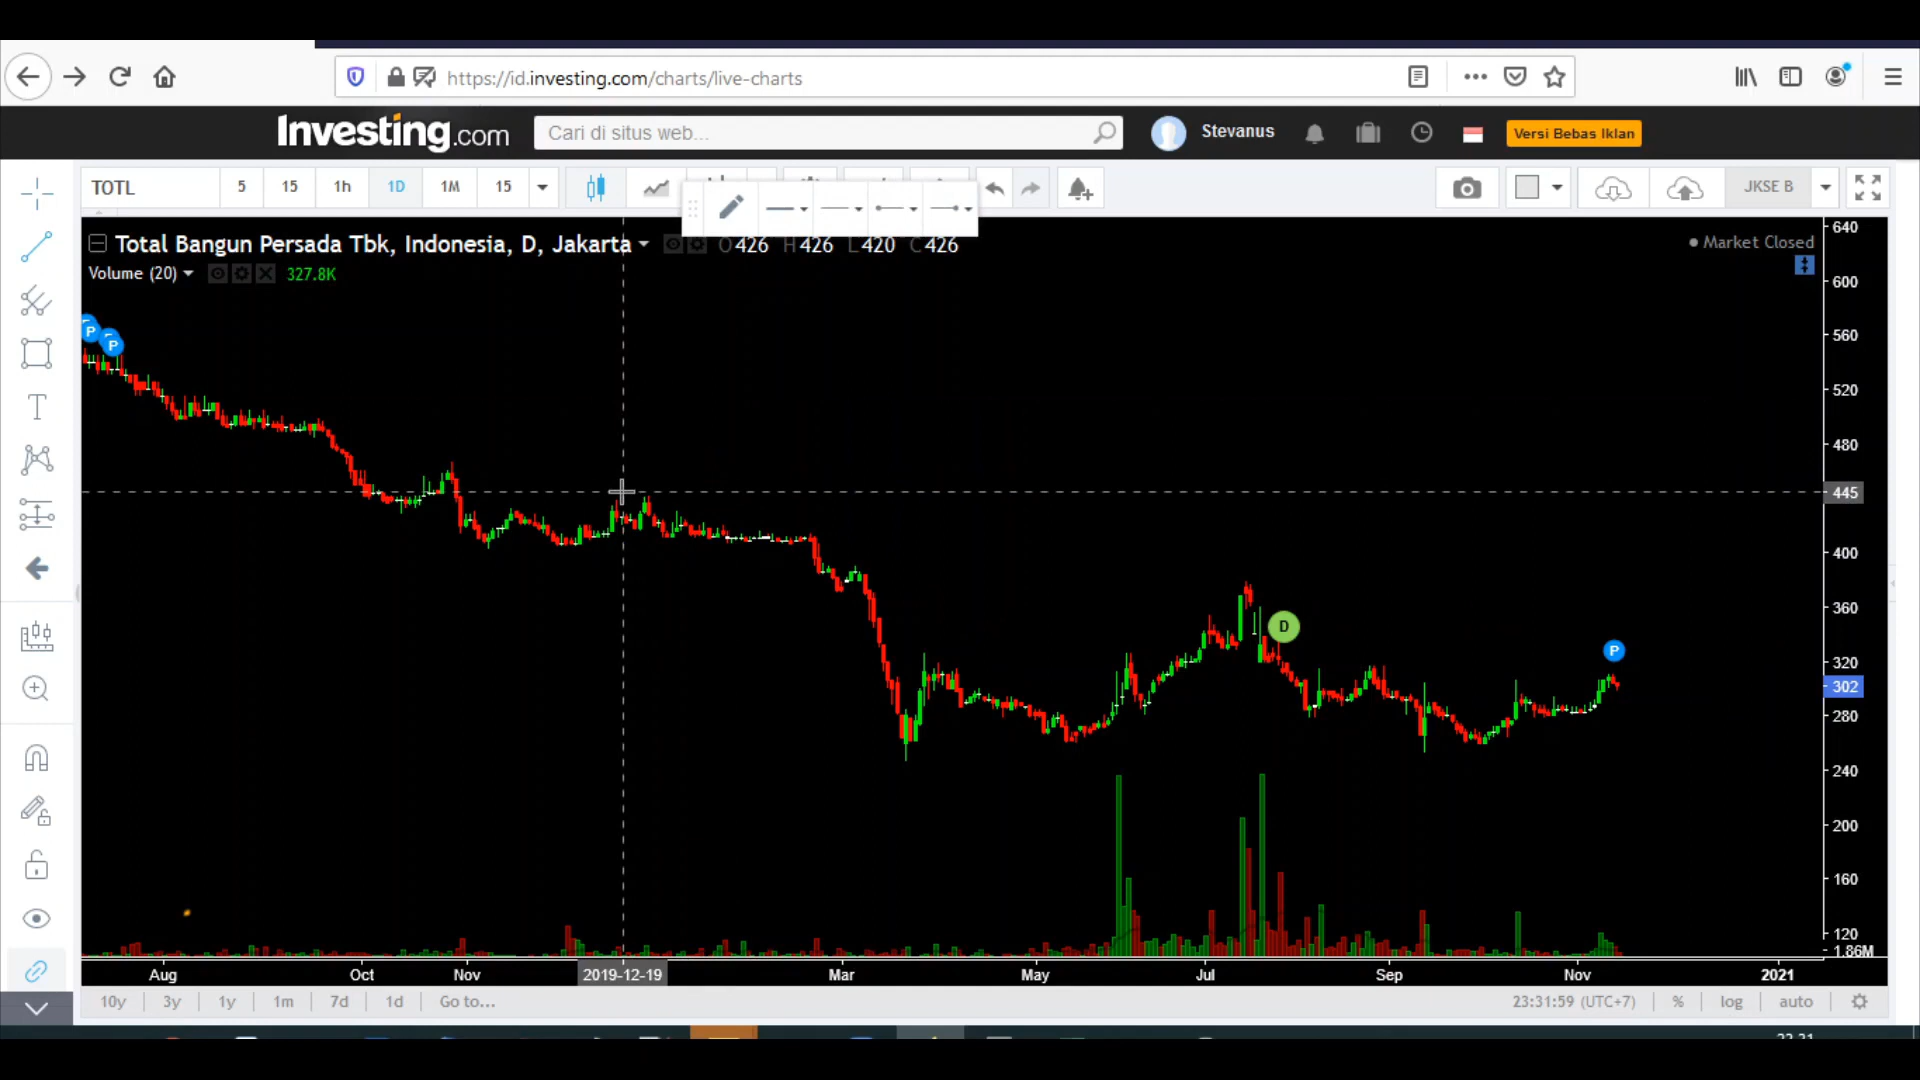 https://id.investing.com/charts/live-charts
Investing.com
Cari di situs web...
Stevanus
Versi Bebas Iklan
TOTL
5
15
1h
1D
1M
15
JKSE B
Total Bangun Persada Tbk, Indonesia, D, Jakarta
O 426 H 426 L 420 C 426
Market Closed
Volume (20)
327.8K
640
600
560
520
480
445
400
360
320
302
280
240
200
160
120
1.86M
P
P
D
P
T
Aug
Oct
Nov
2019-12-19
Mar
May
Jul
Sep
Nov
2021
10y
3y
1y
1m
7d
1d
Go to...
23:31:59 (UTC+7)
%
log
auto